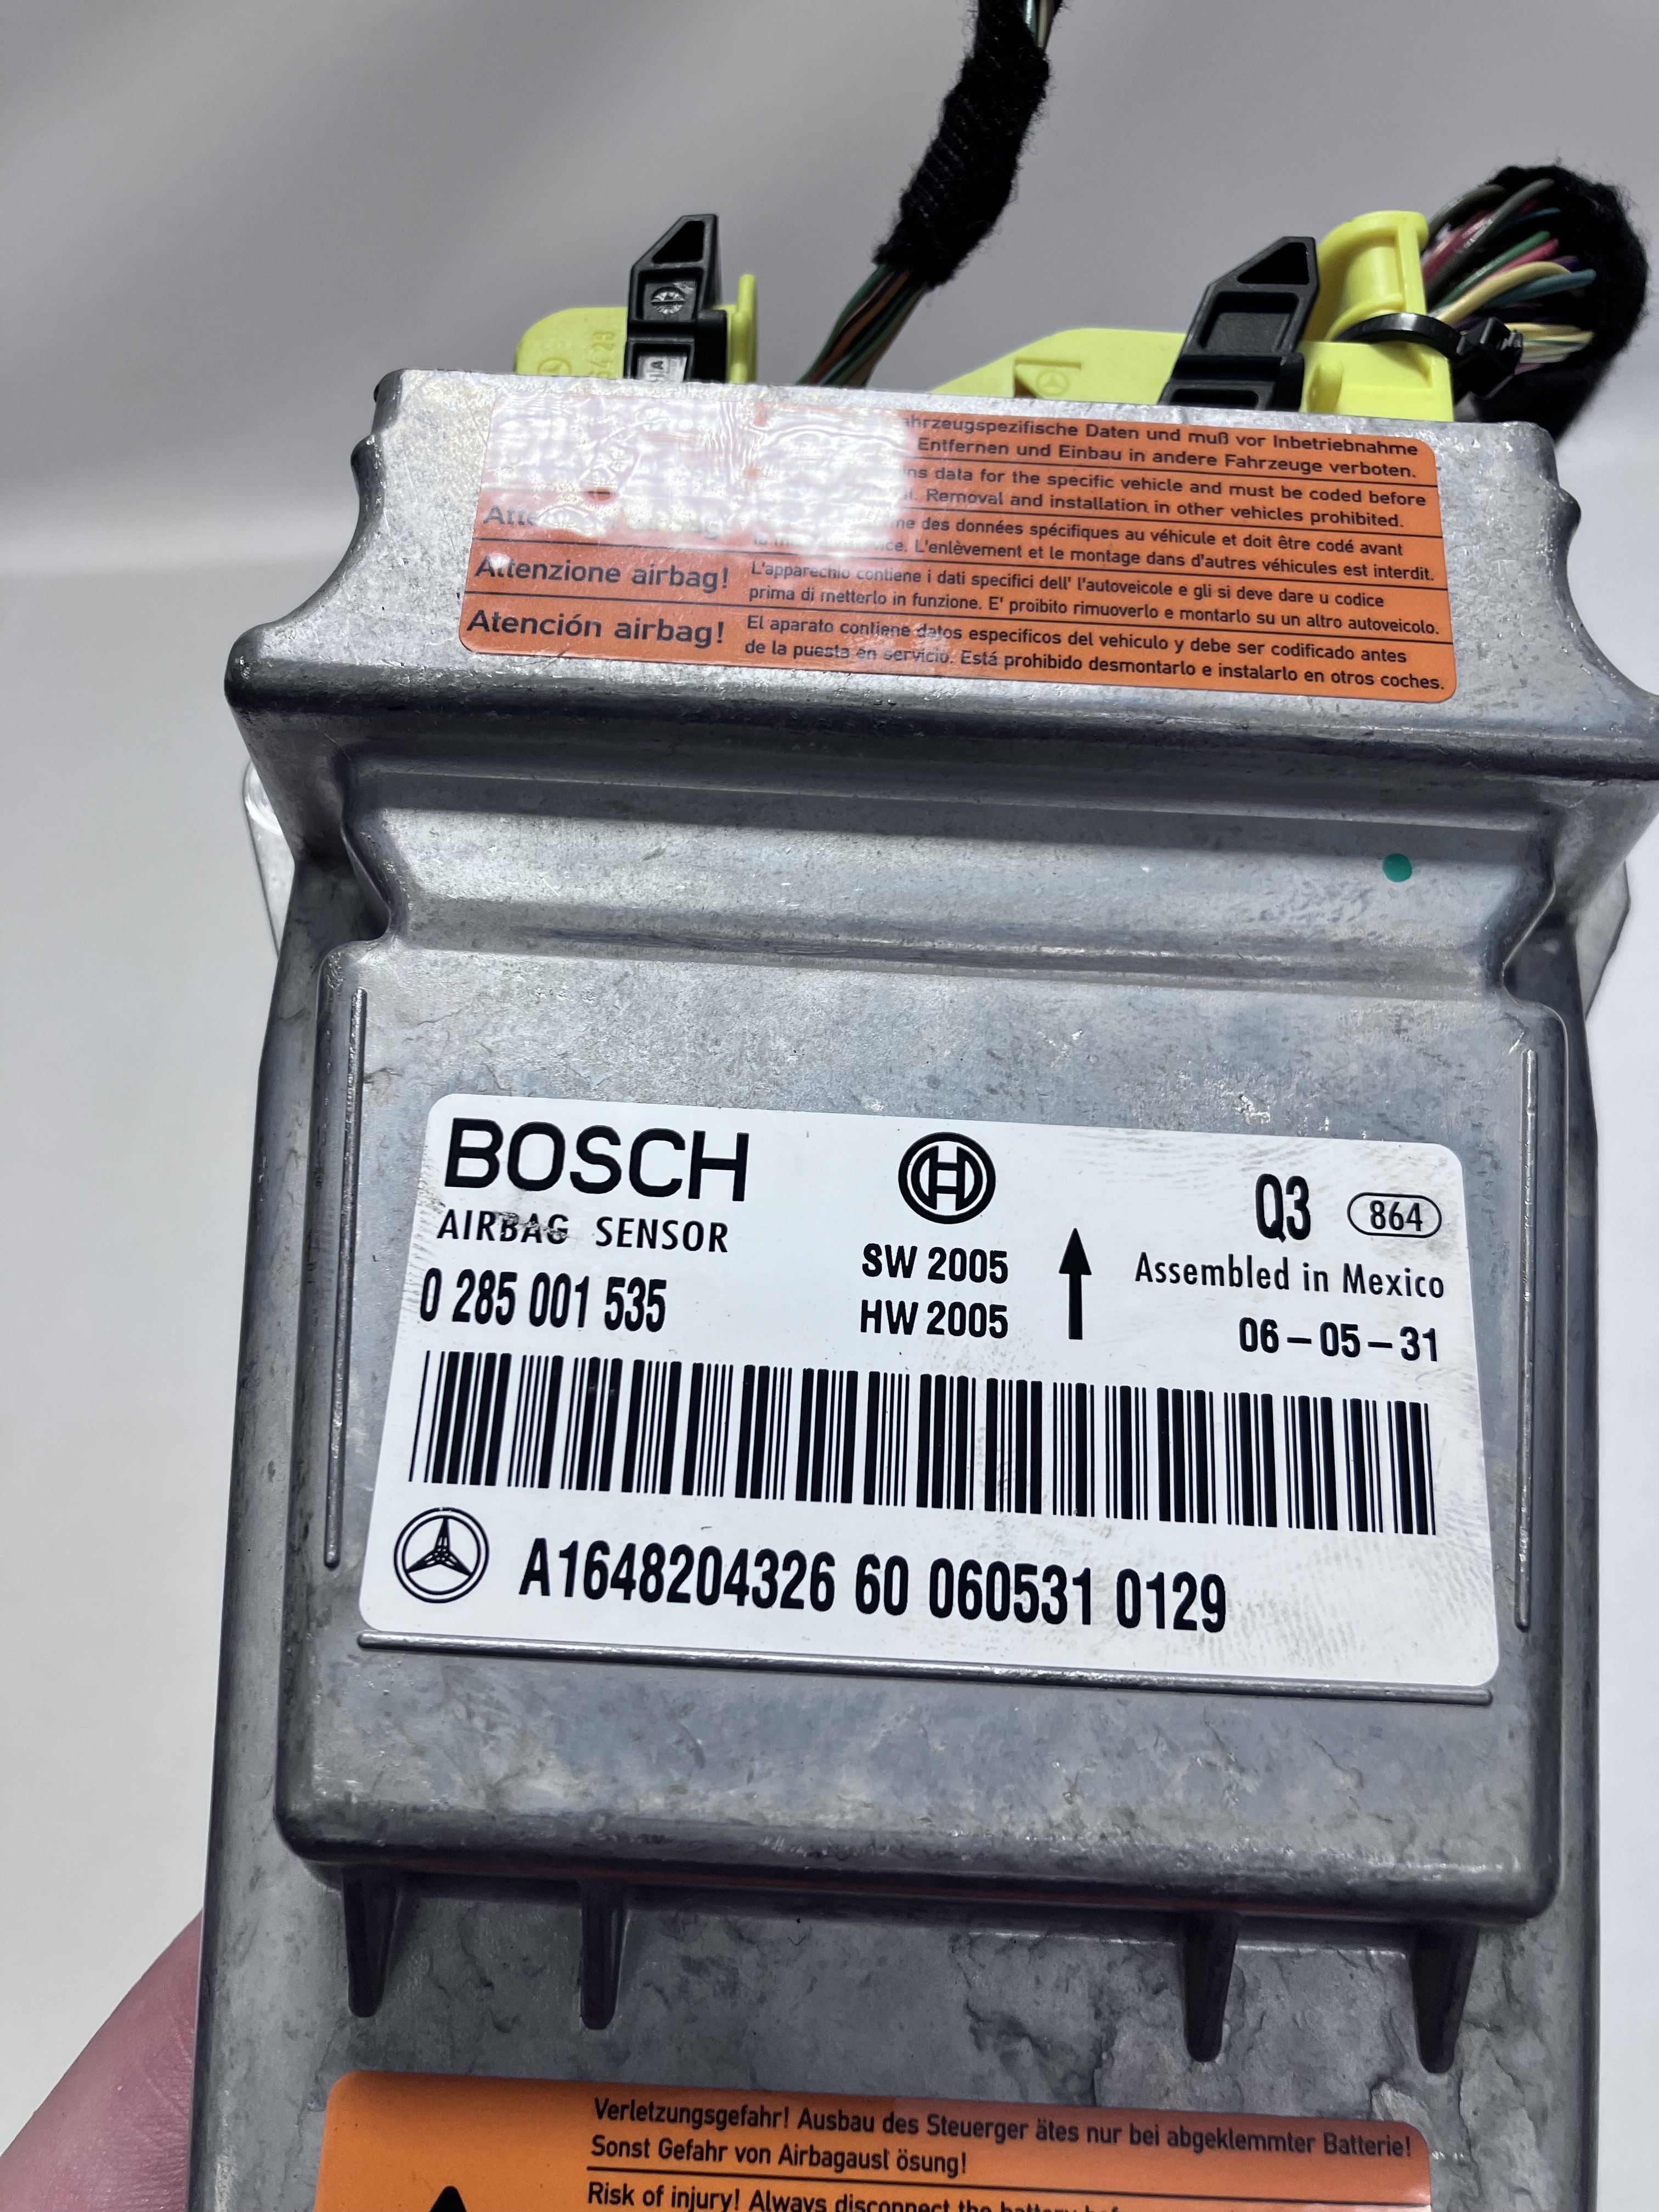 ahrzeugspezifische Daten und muß vor Inbetriebnahme
Entfernen und Einbau in andere Fahrzeuge verboten.
data for the specific vehicle and must be coded before
Removal and installation in other vehicles prohibited.
des données spécifiques au véhicule et doit être codé avant
L'enlèvement et le montage dans d'autres véhicules est interdit.
Attenzione airbag!
L'apparechio contiene i dati specifici dell' l'autoveicole e gli si deve dare u codice
prima di metterlo in funzione. E' proibito rimuoverlo e montarlo su un altro autoveicolo.
Atención airbag!
El aparato contiene datos especificos del vehiculo y debe ser codificado antes
de la puesta en servicio. Está prohibido desmontarlo e instalarlo en otros coches.
BOSCH
AIRBAG SENSOR
0 285 001 535
SW 2005
HW 2005
Q3 864
Assembled in Mexico
06-05-31
A1648204326 60 060531 0129
Verletzungsgefahr! Ausbau des Steuerger ätes nur bei abgeklemmter Batterie!
Sonst Gefahr von Airbagausl ösung!
Risk of injury! Always disconnect the battery